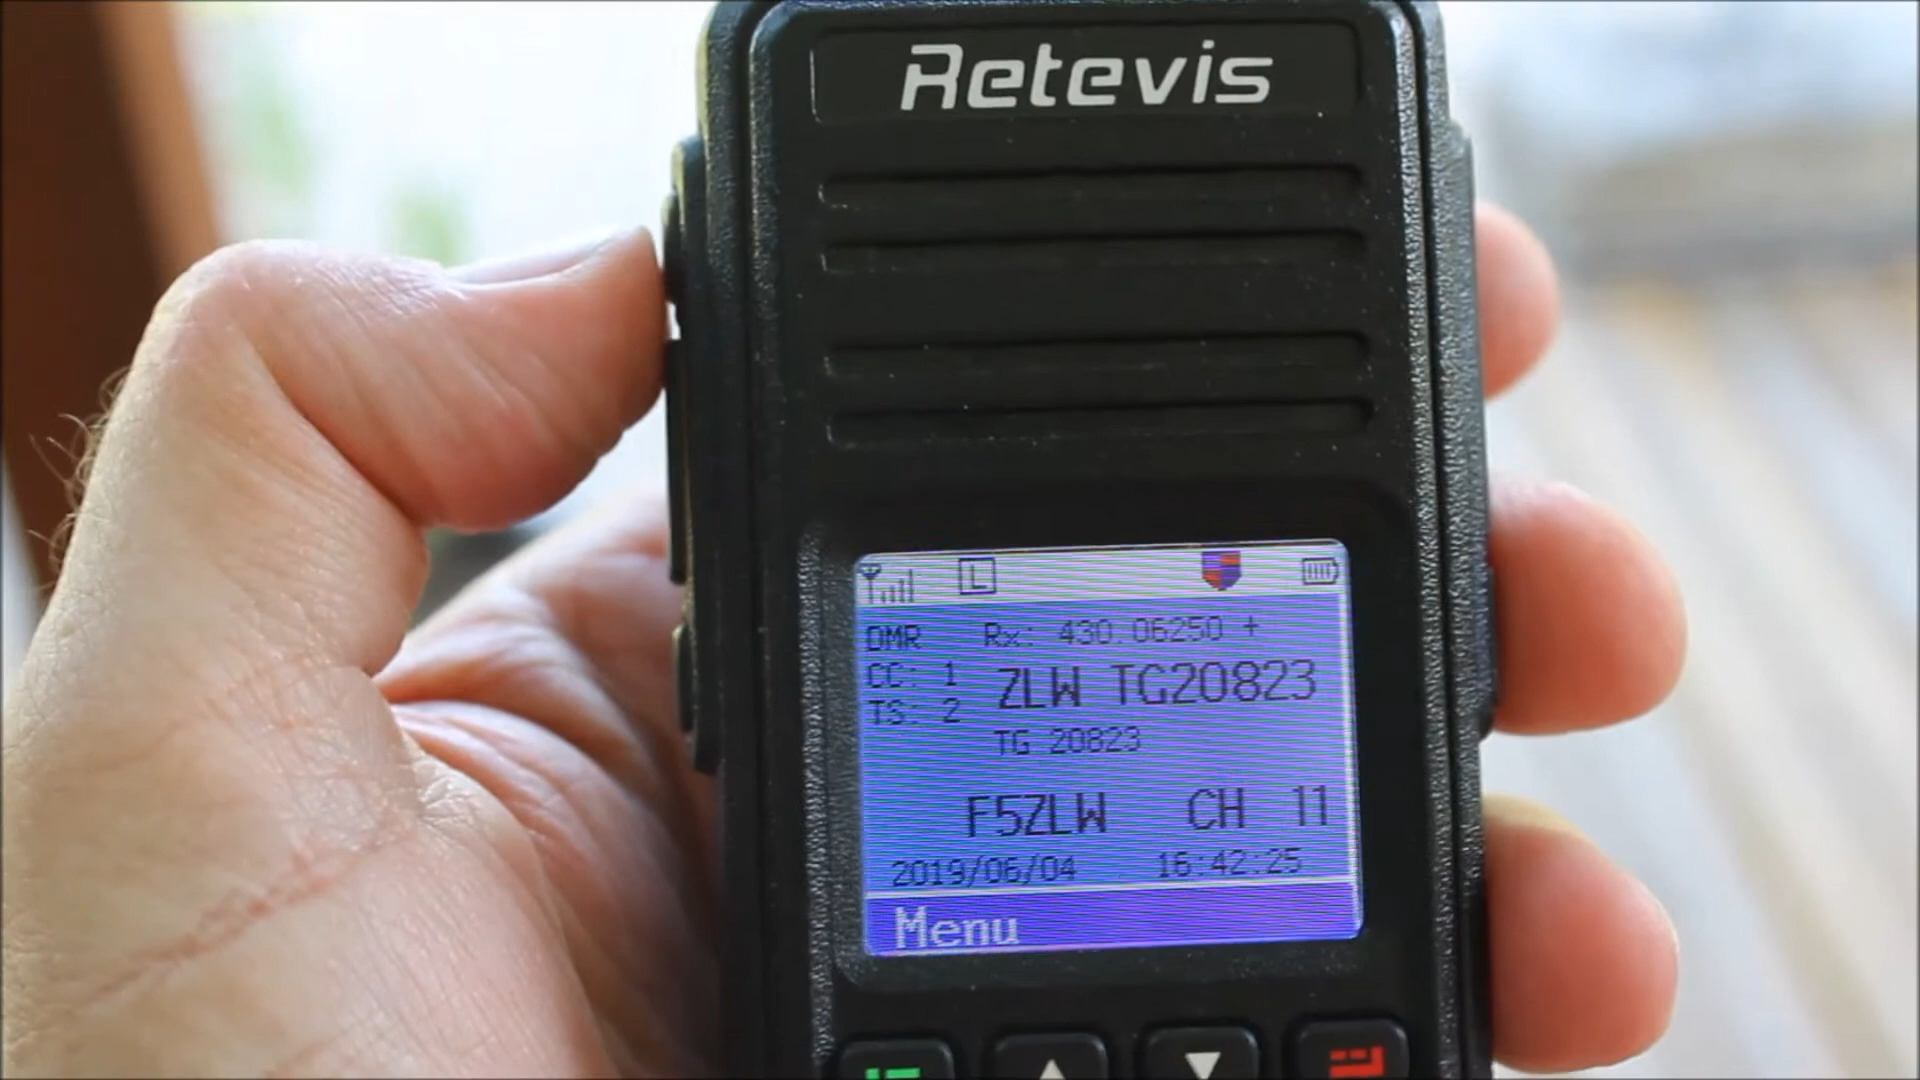 Retevis
L
DMR Rx: 430.06250 +
CC: 1 ZLW TG20823
TS: 2
TG 20823
F5ZLW CH 11
2019/06/04 16:42:25
Menu